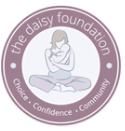 the daisy foundation
Choice • Confidence • Community